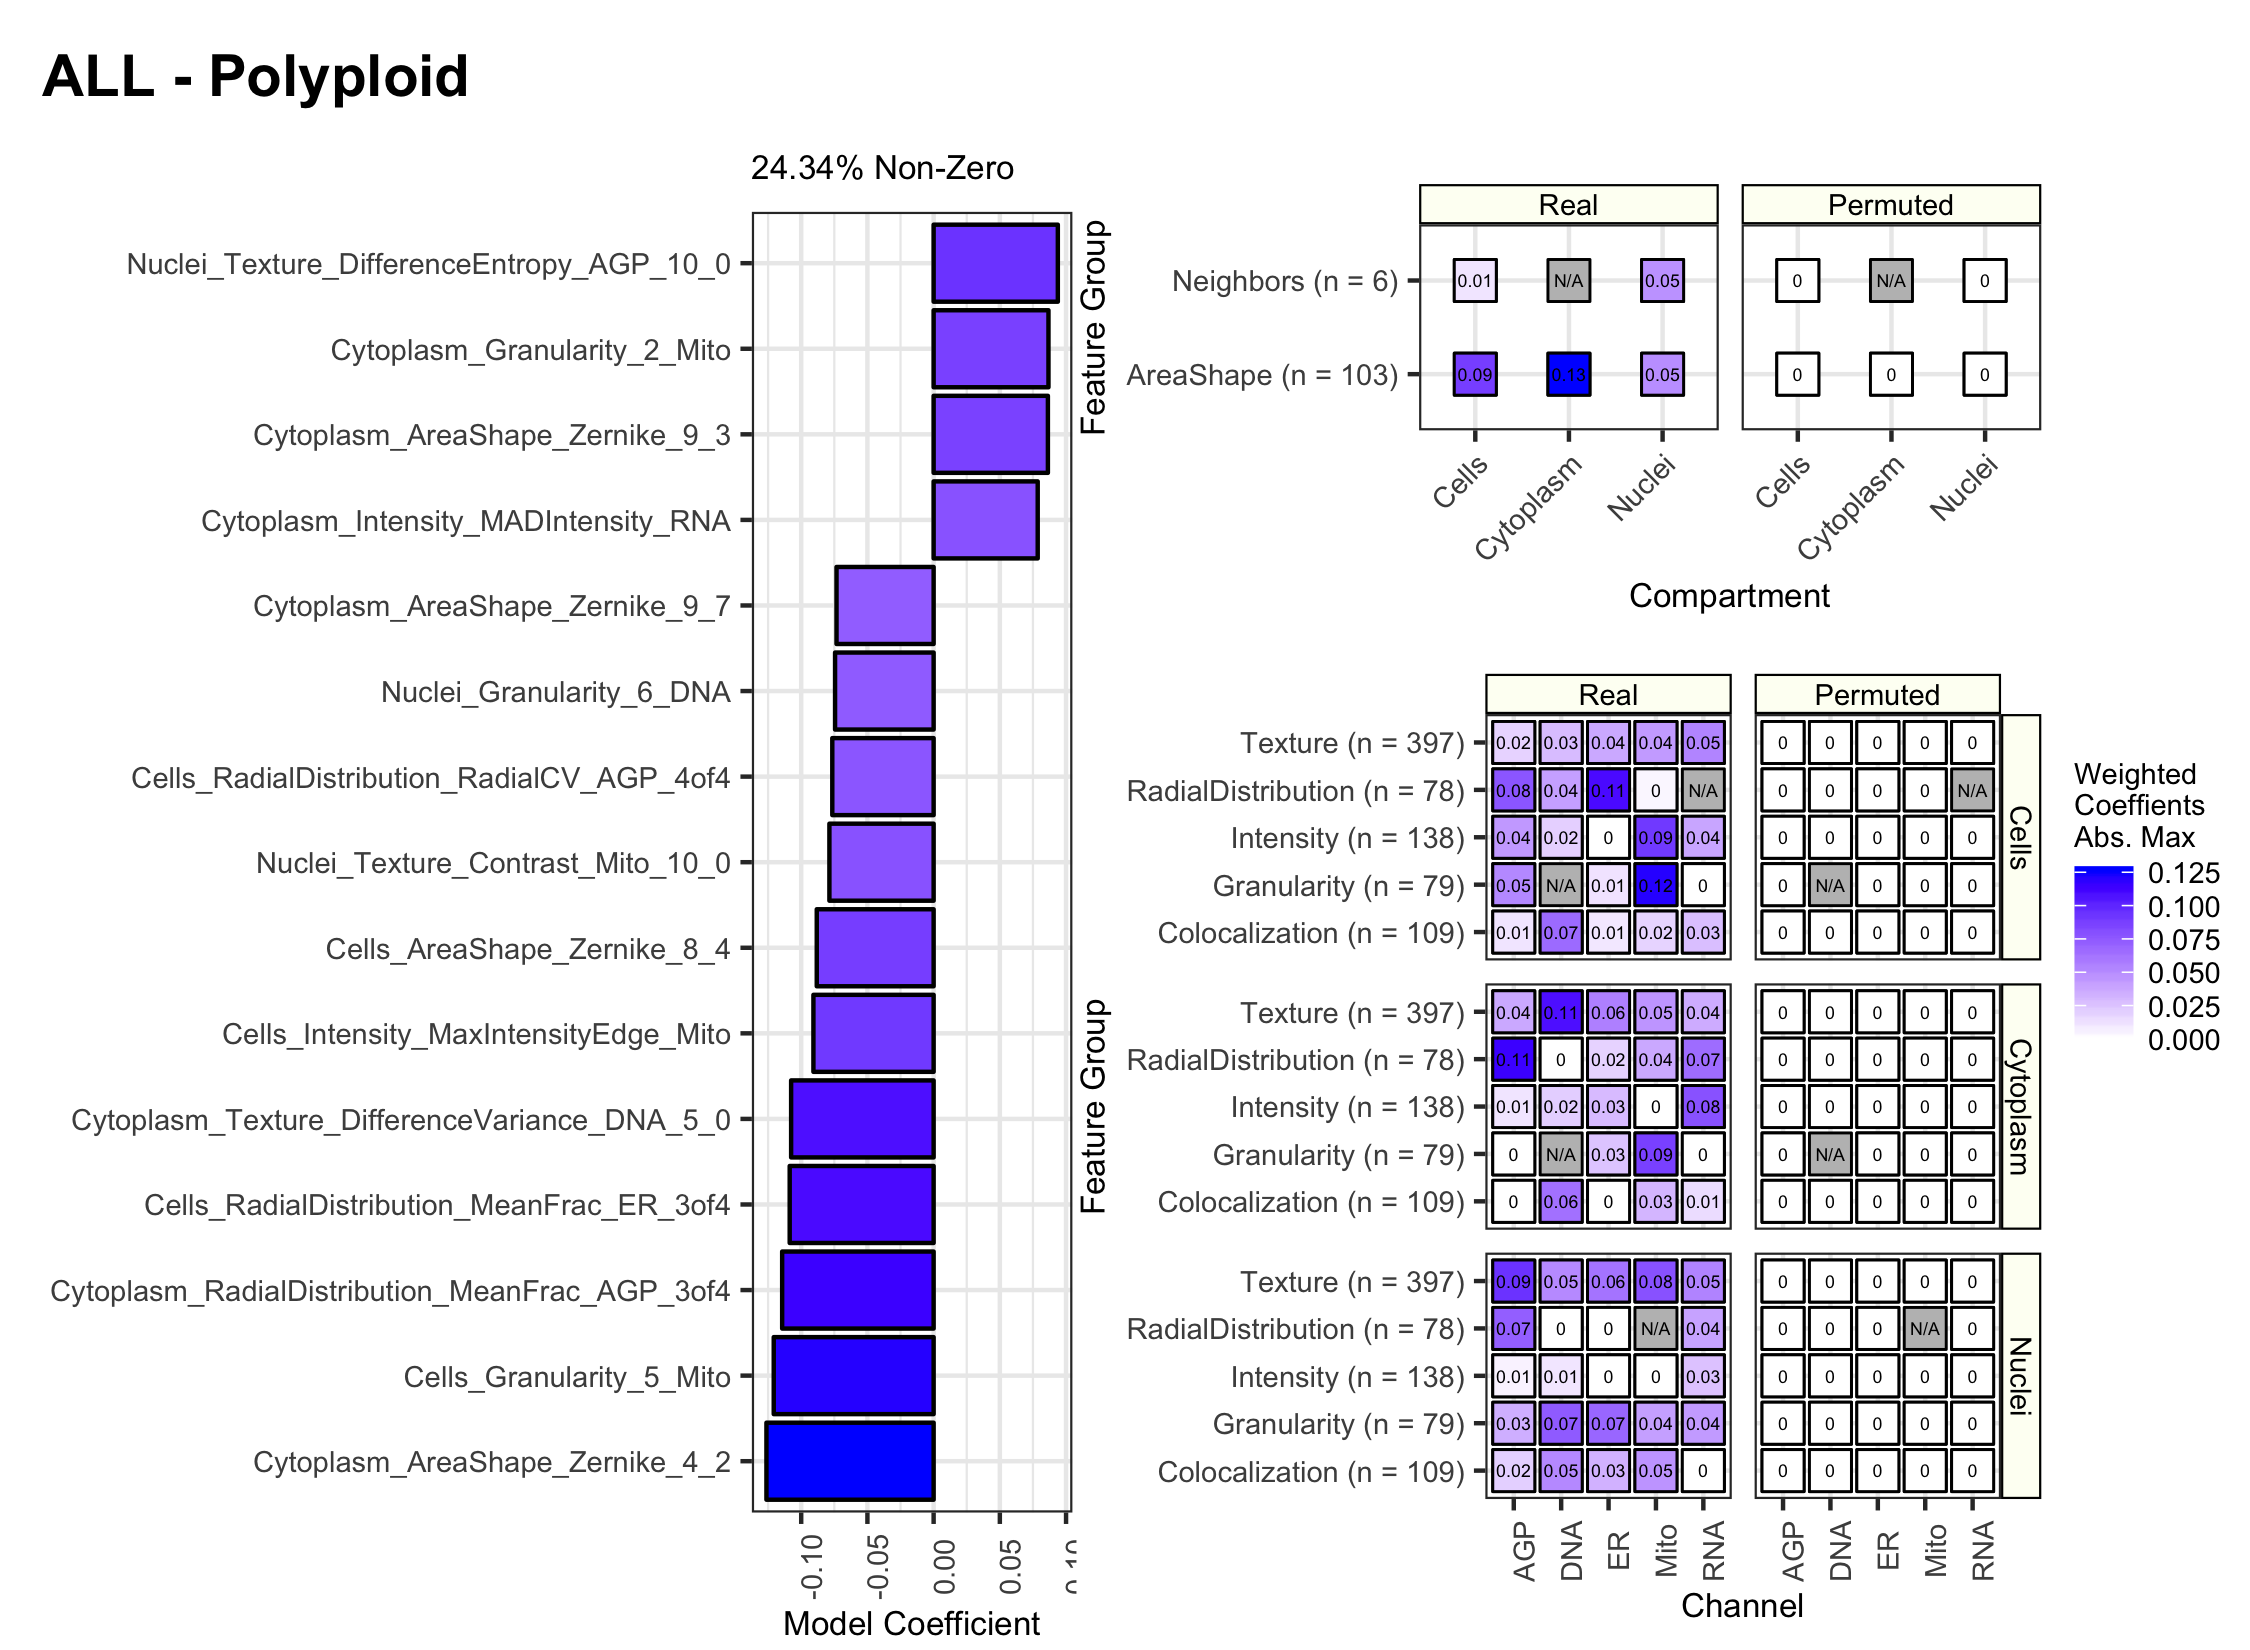 ALL - Polyploid
24.34% Non-Zero
Nuclei_Texture_DifferenceEntropy_AGP_10_0
Cytoplasm_Granularity_2_Mito
Cytoplasm_AreaShape_Zernike_9_3
Cytoplasm_Intensity_MADIntensity_RNA
Cytoplasm_AreaShape_Zernike_9_7
Nuclei_Granularity_6_DNA
Cells_RadialDistribution_RadialCV_AGP_4of4
Nuclei_Texture_Contrast_Mito_10_0
Cells_AreaShape_Zernike_8_4
Cells_Intensity_MaxIntensityEdge_Mito
Cytoplasm_Texture_DifferenceVariance_DNA_5_0
Cells_RadialDistribution_MeanFrac_ER_3of4
Cytoplasm_RadialDistribution_MeanFrac_AGP_3of4
Cells_Granularity_5_Mito
Cytoplasm_AreaShape_Zernike_4_2
-0.10 -0.05 0.00 0.05 0.10
Model Coefficient
Feature Group
Real Permuted
Neighbors (n = 6) 0.01 N/A 0.05 0 N/A 0
AreaShape (n = 103) 0.09 0.13 0.05 0 0 0
Cells Cytoplasm Nuclei Cells Cytoplasm Nuclei
Compartment
Feature Group
Real Permuted
Texture (n = 397) 0.02 0.03 0.04 0.04 0.05 0 0 0 0 0
RadialDistribution (n = 78) 0.08 0.04 0.11 0 N/A 0 0 0 0 N/A
Intensity (n = 138) 0.04 0.02 0 0.09 0.04 0 0 0 0 0
Granularity (n = 79) 0.05 N/A 0.01 0.12 0 0 N/A 0 0 0
Colocalization (n = 109) 0.01 0.07 0.01 0.02 0.03 0 0 0 0 0
Cells
Texture (n = 397) 0.04 0.11 0.06 0.05 0.04 0 0 0 0 0
RadialDistribution (n = 78) 0.11 0 0.02 0.04 0.07 0 0 0 0 0
Intensity (n = 138) 0.01 0.02 0.03 0 0.08 0 0 0 0 0
Granularity (n = 79) 0 N/A 0.03 0.09 0 0 N/A 0 0 0
Colocalization (n = 109) 0 0.06 0 0.03 0.01 0 0 0 0 0
Cytoplasm
Texture (n = 397) 0.09 0.05 0.06 0.08 0.05 0 0 0 0 0
RadialDistribution (n = 78) 0.07 0 0 N/A 0.04 0 0 0 N/A 0
Intensity (n = 138) 0.01 0.01 0 0 0.03 0 0 0 0 0
Granularity (n = 79) 0.03 0.07 0.07 0.04 0.04 0 0 0 0 0
Colocalization (n = 109) 0.02 0.05 0.03 0.05 0 0 0 0 0 0
Nuclei
AGP DNA ER Mito RNA AGP DNA ER Mito RNA
Channel
Weighted
Coeffients
Abs. Max
0.125
0.100
0.075
0.050
0.025
0.000